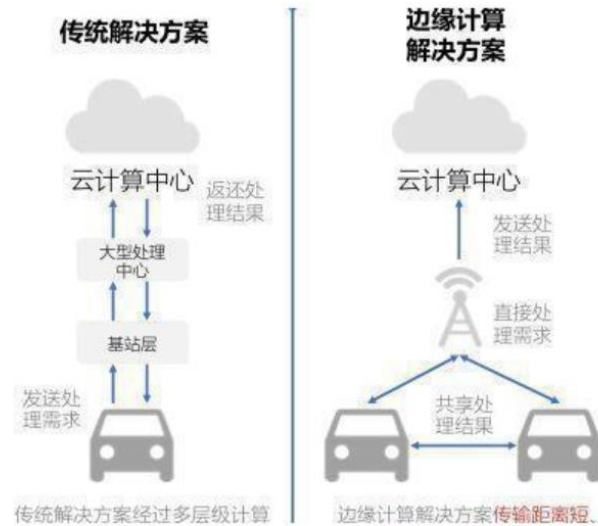 传统解决方案
云计算中心
返还处
理结果
大型处理
中心
基站层
发送处
理需求
传统解决方案经过多层级计算
边缘计算
解决方案
云计算中心
发送处
理结果
直接处
理需求
共享处
理结果
边缘计算解决方案传输距离短、